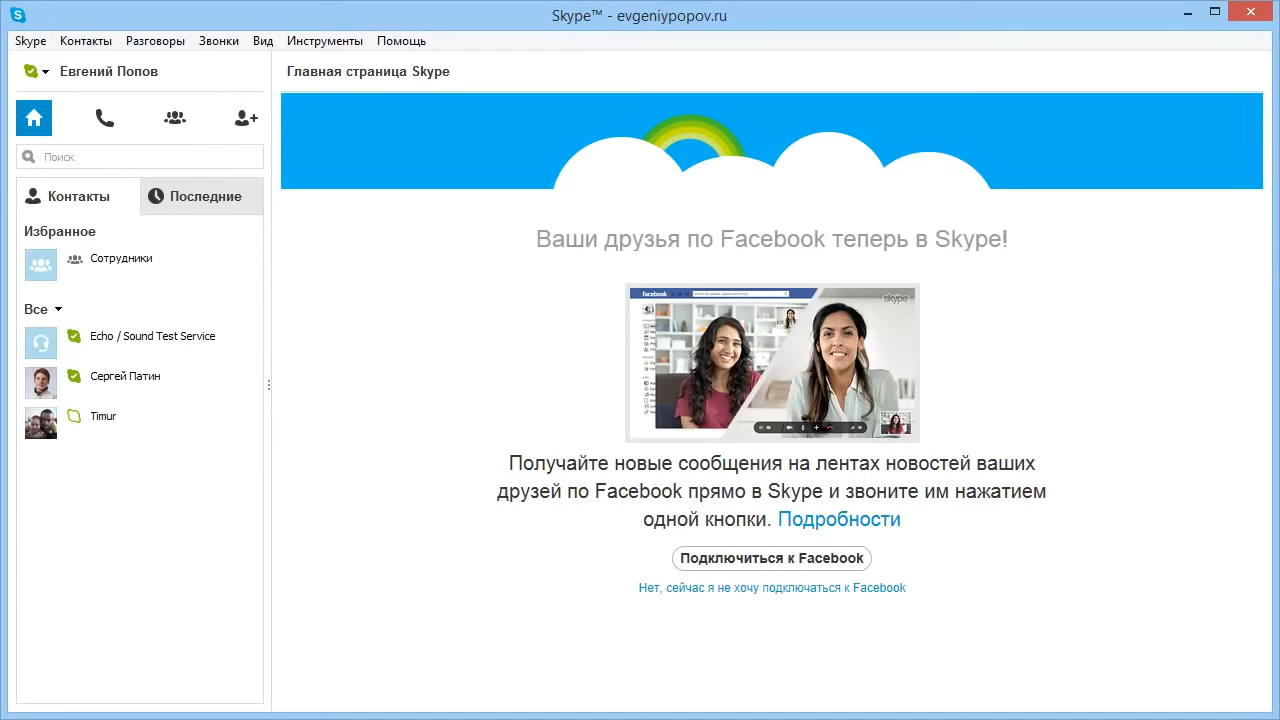 Skype™ - evgeniypopov.ru
Skype Контакты Разговоры Звонки Вид Инструменты Помощь
Евгений Попов
Главная страница Skype
Поиск
Контакты
Последние
Избранное
Сотрудники
Все
Echo / Sound Test Service
Сергей Патин
Timur
Ваши друзья по Facebook теперь в Skype!
facebook
skype
Получайте новые сообщения на лентах новостей ваших
друзей по Facebook прямо в Skype и звоните им нажатием
одной кнопки. Подробности
Подключиться к Facebook
Нет, сейчас я не хочу подключаться к Facebook